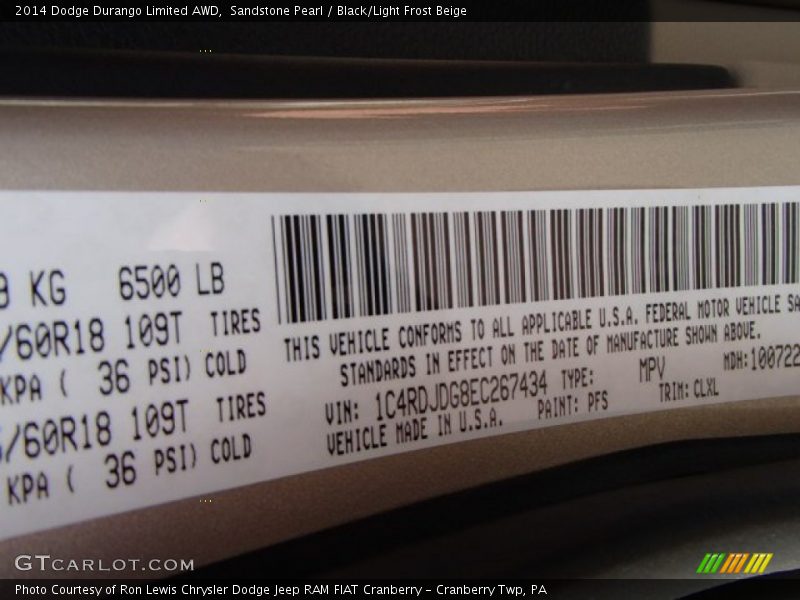 2014 Dodge Durango Limited AWD, Sandstone Pearl / Black/Light Frost Beige
KG 6500 LB
/60R18 109T TIRES
KPA ( 36 PSI) COLD
/60R18 109T TIRES
KPA ( 36 PSI) COLD
THIS VEHICLE CONFORMS TO ALL APPLICABLE U.S.A. FEDERAL MOTOR VEHICLE SA
STANDARDS IN EFFECT ON THE DATE OF MANUFACTURE SHOWN ABOVE.
VIN: 1C4RDJDG8EC267434 TYPE: MPV MDH: 100722
VEHICLE MADE IN U.S.A. PAINT: PFS TRIM: CLXL
GTCARLOT.COM
Photo Courtesy of Ron Lewis Chrysler Dodge Jeep RAM FIAT Cranberry – Cranberry Twp, PA